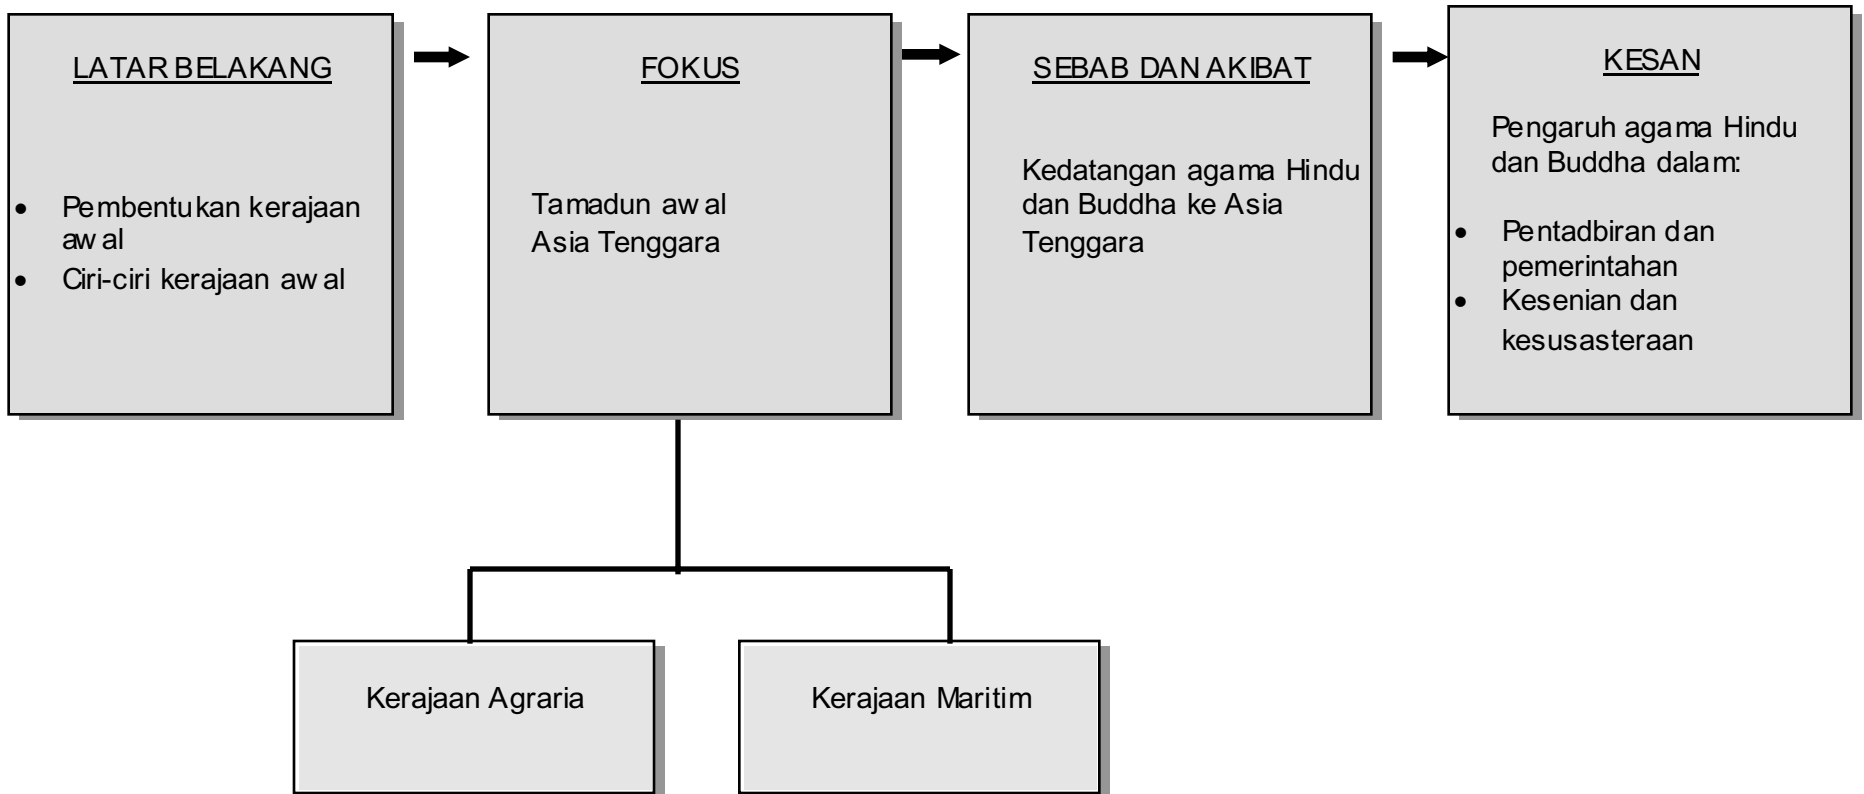 LATAR BELAKANG
• Pembentukan kerajaan
awal
• Ciri-ciri kerajaan awal
FOKUS
Tamadun awal
Asia Tenggara
SEBAB DAN AKIBAT
Kedatangan agama Hindu
dan Buddha ke Asia
Tenggara
KESAN
Pengaruh agama Hindu
dan Buddha dalam:
• Pentadbiran dan
pemerintahan
• Kesenian dan
kesusasteraan
Kerajaan Agraria
Kerajaan Maritim